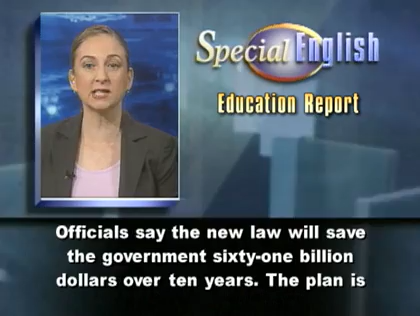 Special English
Education Report
Officials say the new law will save
the government sixty-one billion
dollars over ten years. The plan is